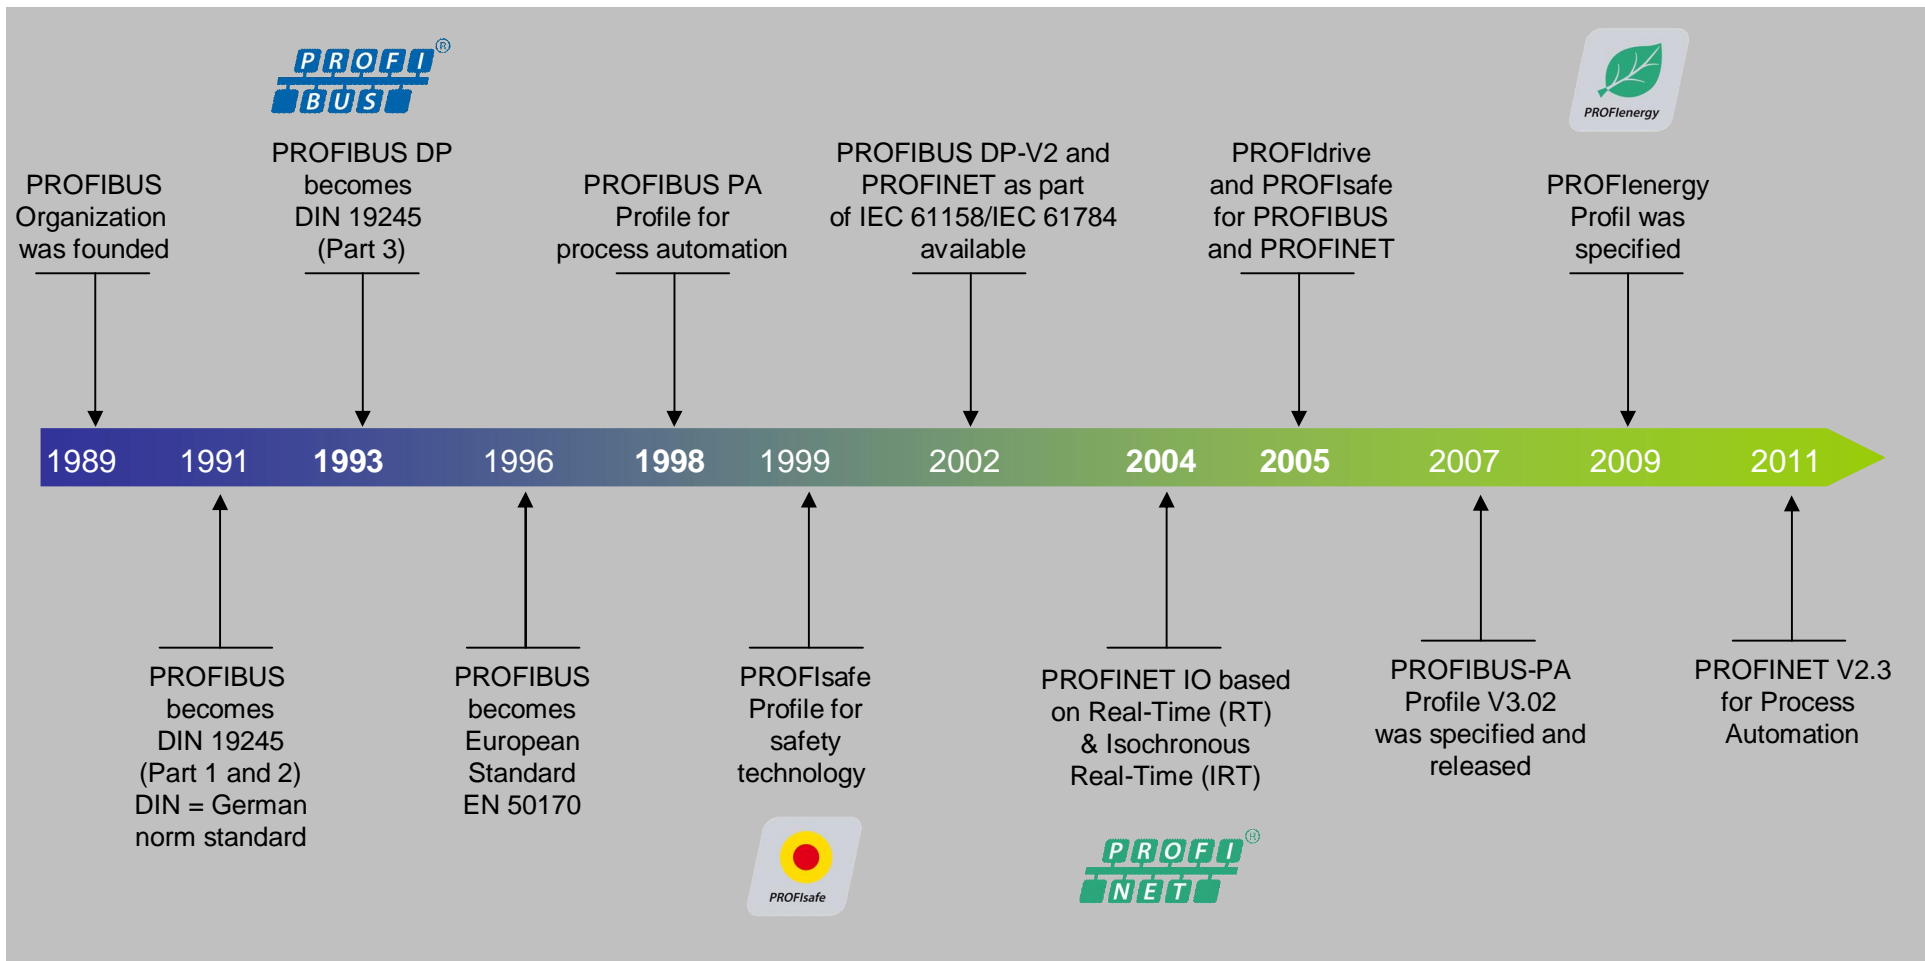 PROFI®
BUS
PROFIenergy
PROFIBUS
Organization
was founded
PROFIBUS DP
becomes
DIN 19245
(Part 3)
PROFIBUS PA
Profile for
process automation
PROFIBUS DP-V2 and
PROFINET as part
of IEC 61158/IEC 61784
available
PROFIdrive
and PROFIsafe
for PROFIBUS
and PROFINET
PROFIenergy
Profil was
specified
1989 1991 1993 1996 1998 1999 2002 2004 2005 2007 2009 2011
PROFIBUS
becomes
DIN 19245
(Part 1 and 2)
DIN = German
norm standard
PROFIBUS
becomes
European
Standard
EN 50170
PROFIsafe
Profile for
safety
technology
PROFIsafe
PROFINET IO based
on Real-Time (RT)
& Isochronous
Real-Time (IRT)
PROFI®
NET
PROFIBUS-PA
Profile V3.02
was specified and
released
PROFINET V2.3
for Process
Automation